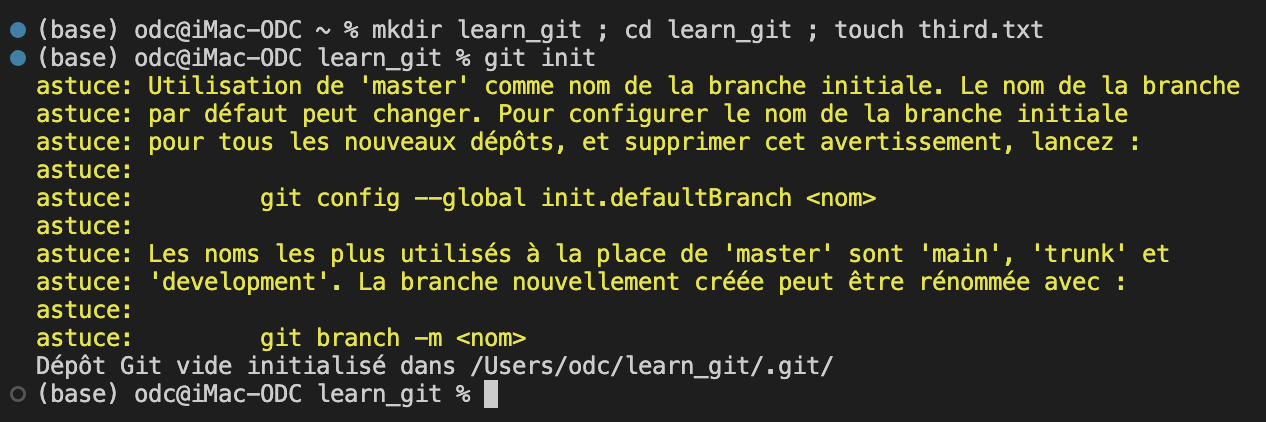 (base) odc@iMac-ODC ~ % mkdir learn_git ; cd learn_git ; touch third.txt
(base) odc@iMac-ODC learn_git % git init
astuce: Utilisation de 'master' comme nom de la branche initiale. Le nom de la branche
astuce: par défaut peut changer. Pour configurer le nom de la branche initiale
astuce: pour tous les nouveaux dépôts, et supprimer cet avertissement, lancez :
astuce:
astuce:         git config --global init.defaultBranch <nom>
astuce:
astuce: Les noms les plus utilisés à la place de 'master' sont 'main', 'trunk' et
astuce: 'development'. La branche nouvellement créée peut être rénommée avec :
astuce:
astuce:         git branch -m <nom>
Dépôt Git vide initialisé dans /Users/odc/learn_git/.git/
(base) odc@iMac-ODC learn_git %